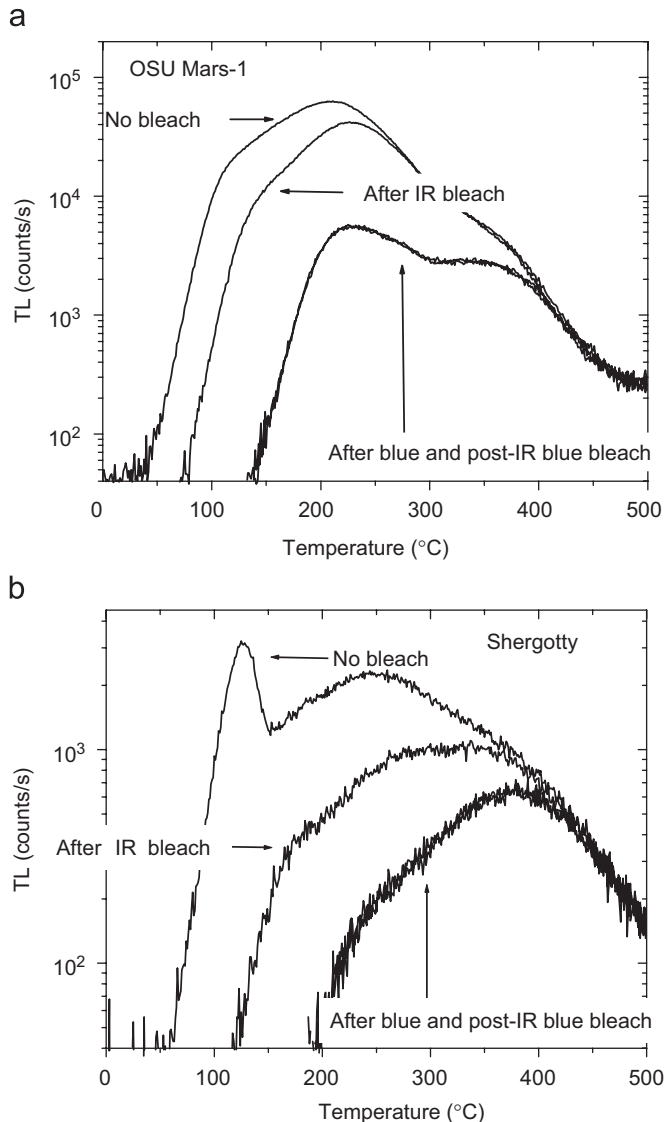 a
OSU Mars-1
10^5
No bleach
10^4
After IR bleach
TL (counts/s)
10^3
10^2
After blue and post-IR blue bleach
0 100 200 300 400 500
Temperature (°C)
b
Shergotty
No bleach
10^3
TL (counts/s)
After IR bleach
10^2
After blue and post-IR blue bleach
0 100 200 300 400 500
Temperature (°C)